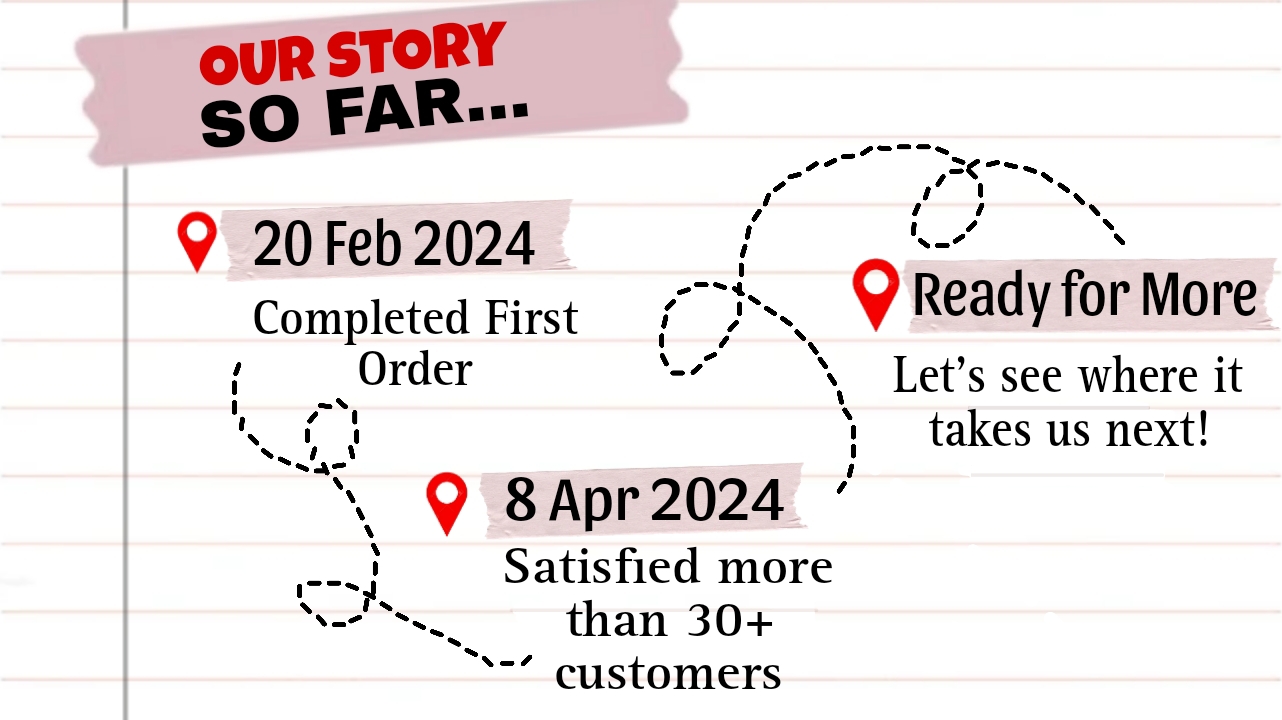 OUR STORY
SO FAR...
20 Feb 2024
Completed First
Order
8 Apr 2024
Satisfied more
than 30+
customers
Ready for More
Let’s see where it
takes us next!